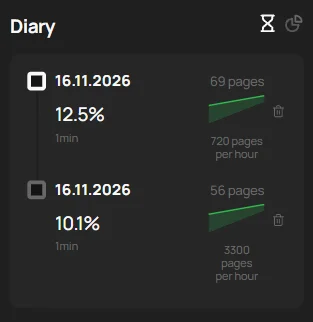 Diary
16.11.2026
69 pages
12.5%
1min
720 pages
per hour
16.11.2026
56 pages
10.1%
1min
3300
pages
per hour